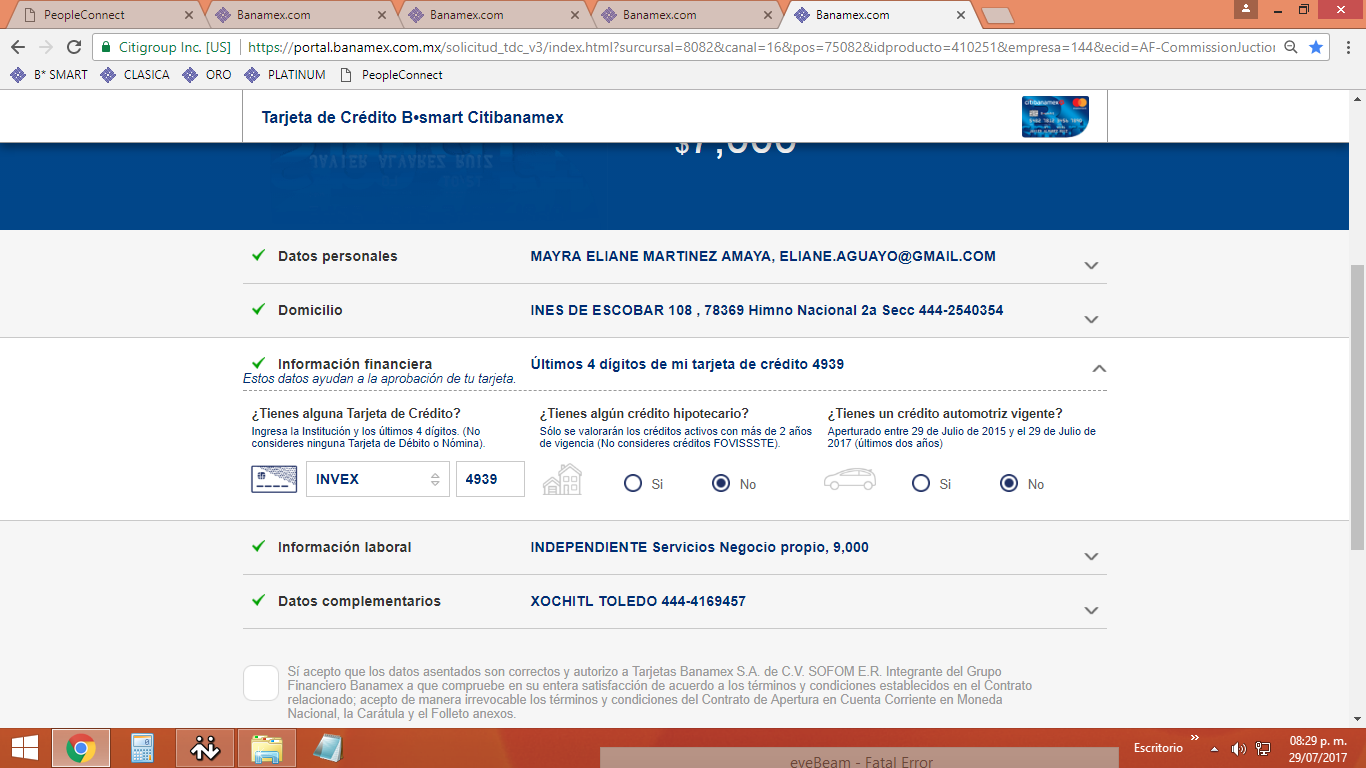 PeopleConnect
Banamex.com
Banamex.com
Banamex.com
Banamex.com
Citigroup Inc. [US]
https://portal.banamex.com.mx/solicitud_tdc_v3/index.html?surcursal=8082&canal=16&pos=75082&idproducto=410251&empresa=144&ecid=AF-CommissionJuctio
B* SMART
CLASICA
ORO
PLATINUM
PeopleConnect
Tarjeta de Crédito B•smart Citibanamex
citibanamex
JAVIER ALVAREZ RUIZ
$7,000
Datos personales
MAYRA ELIANE MARTINEZ AMAYA, ELIANE.AGUAYO@GMAIL.COM
Domicilio
INES DE ESCOBAR 108 , 78369 Himno Nacional 2a Secc 444-2540354
Información financiera
Últimos 4 dígitos de mi tarjeta de crédito 4939
Estos datos ayudan a la aprobación de tu tarjeta.
¿Tienes alguna Tarjeta de Crédito?
Ingresa la Institución y los últimos 4 dígitos. (No
consideres ninguna Tarjeta de Débito o Nómina).
INVEX
4939
¿Tienes algún crédito hipotecario?
Sólo se valorarán los créditos activos con más de 2 años
de vigencia (No consideres créditos FOVISSSTE).
Si
No
¿Tienes un crédito automotriz vigente?
Aperturado entre 29 de Julio de 2015 y el 29 de Julio de
2017 (últimos dos años)
Si
No
Información laboral
INDEPENDIENTE Servicios Negocio propio, 9,000
Datos complementarios
XOCHITL TOLEDO 444-4169457
Sí acepto que los datos asentados son correctos y autorizo a Tarjetas Banamex S.A. de C.V. SOFOM E.R. Integrante del Grupo
Financiero Banamex a que compruebe en su entera satisfacción de acuerdo a los términos y condiciones establecidos en el Contrato
relacionado; acepto de manera irrevocable los términos y condiciones del Contrato de Apertura en Cuenta Corriente en Moneda
Nacional, la Carátula y el Folleto anexos.
eyeBeam - Fatal Error
Escritorio
08:29 p. m.
29/07/2017